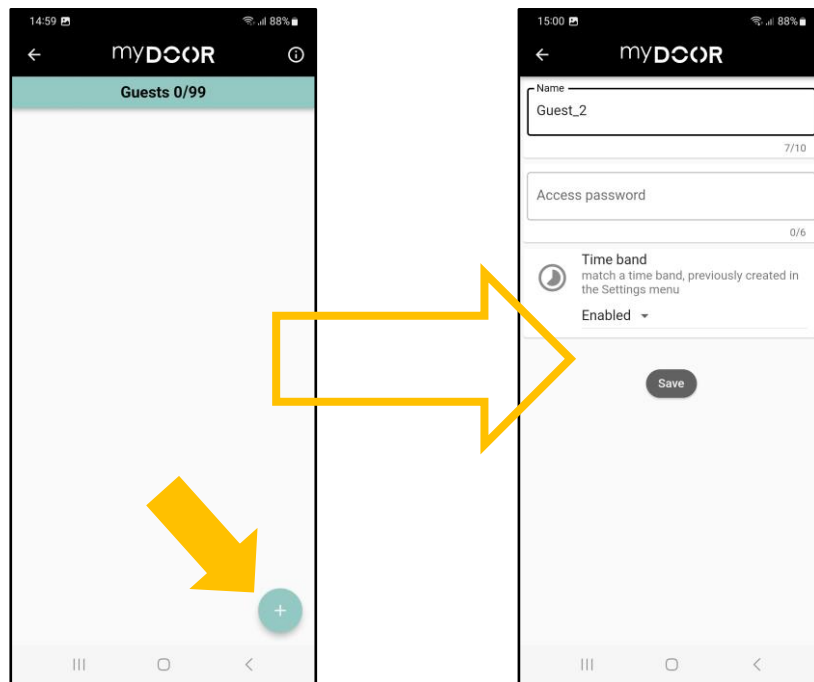 14:59 88%
myDOOR
Guests 0/99
+
15:00 88%
myDOOR
Name
Guest_2
7/10
Access password
0/6
Time band
match a time band, previously created in
the Settings menu
Enabled
Save